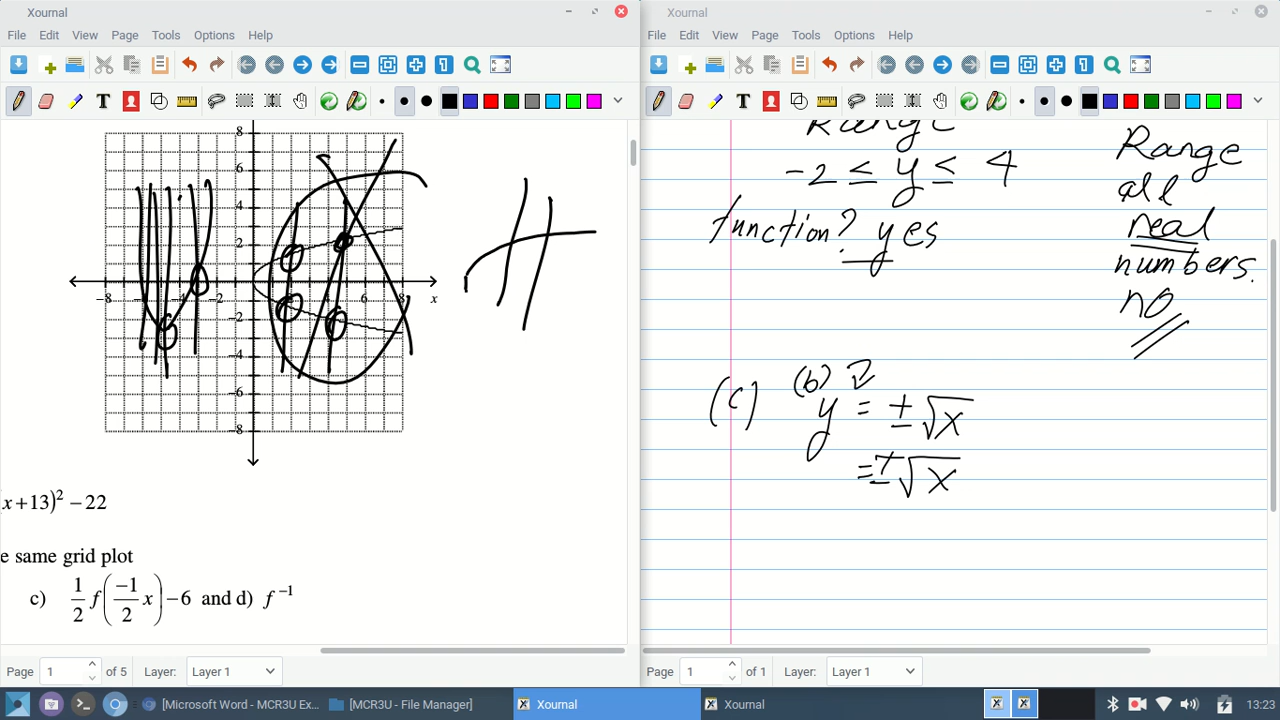 Xournal
File Edit View Page Tools Options Help
8
6
4
2
-8 -4 -2 6 8 x
-2
-4
-6
-8
x+13)² − 22
e same grid plot
c) 1/2 f(-1/2 x) − 6 and d) f⁻¹
Page 1 of 5 Layer: Layer 1
Xournal
File Edit View Page Tools Options Help
Range
-2 ≤ y ≤ 4
function? yes
Range
all
real
numbers.
no
(c) (b)
y = ± √x
= ± √x
Page 1 of 1 Layer: Layer 1
[Microsoft Word - MCR3U Ex... [MCR3U - File Manager] Xournal Xournal 13:23